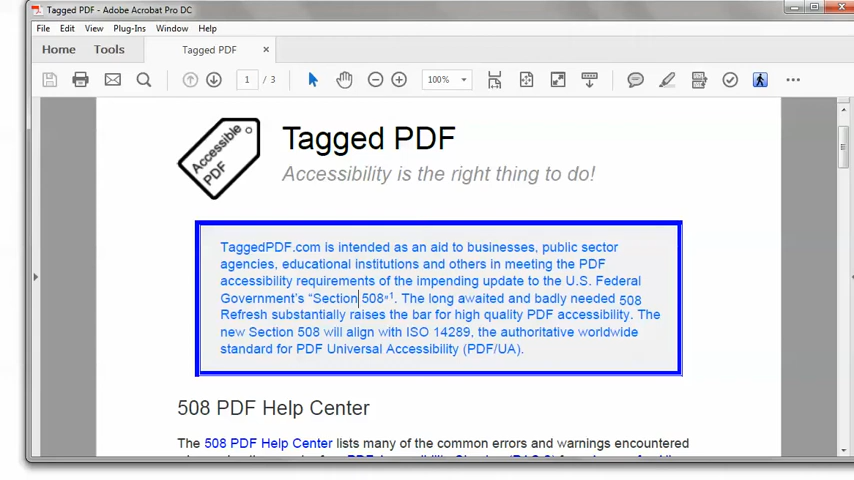 Tagged PDF - Adobe Acrobat Pro DC
File Edit View Plug-Ins Window Help
Home Tools Tagged PDF ×
1 / 3 100%
Accessible
PDF
Tagged PDF
Accessibility is the right thing to do!
TaggedPDF.com is intended as an aid to businesses, public sector
agencies, educational institutions and others in meeting the PDF
accessibility requirements of the impending update to the U.S. Federal
Government's “Section 508”¹. The long awaited and badly needed 508
Refresh substantially raises the bar for high quality PDF accessibility. The
new Section 508 will align with ISO 14289, the authoritative worldwide
standard for PDF Universal Accessibility (PDF/UA).
508 PDF Help Center
The 508 PDF Help Center lists many of the common errors and warnings encountered